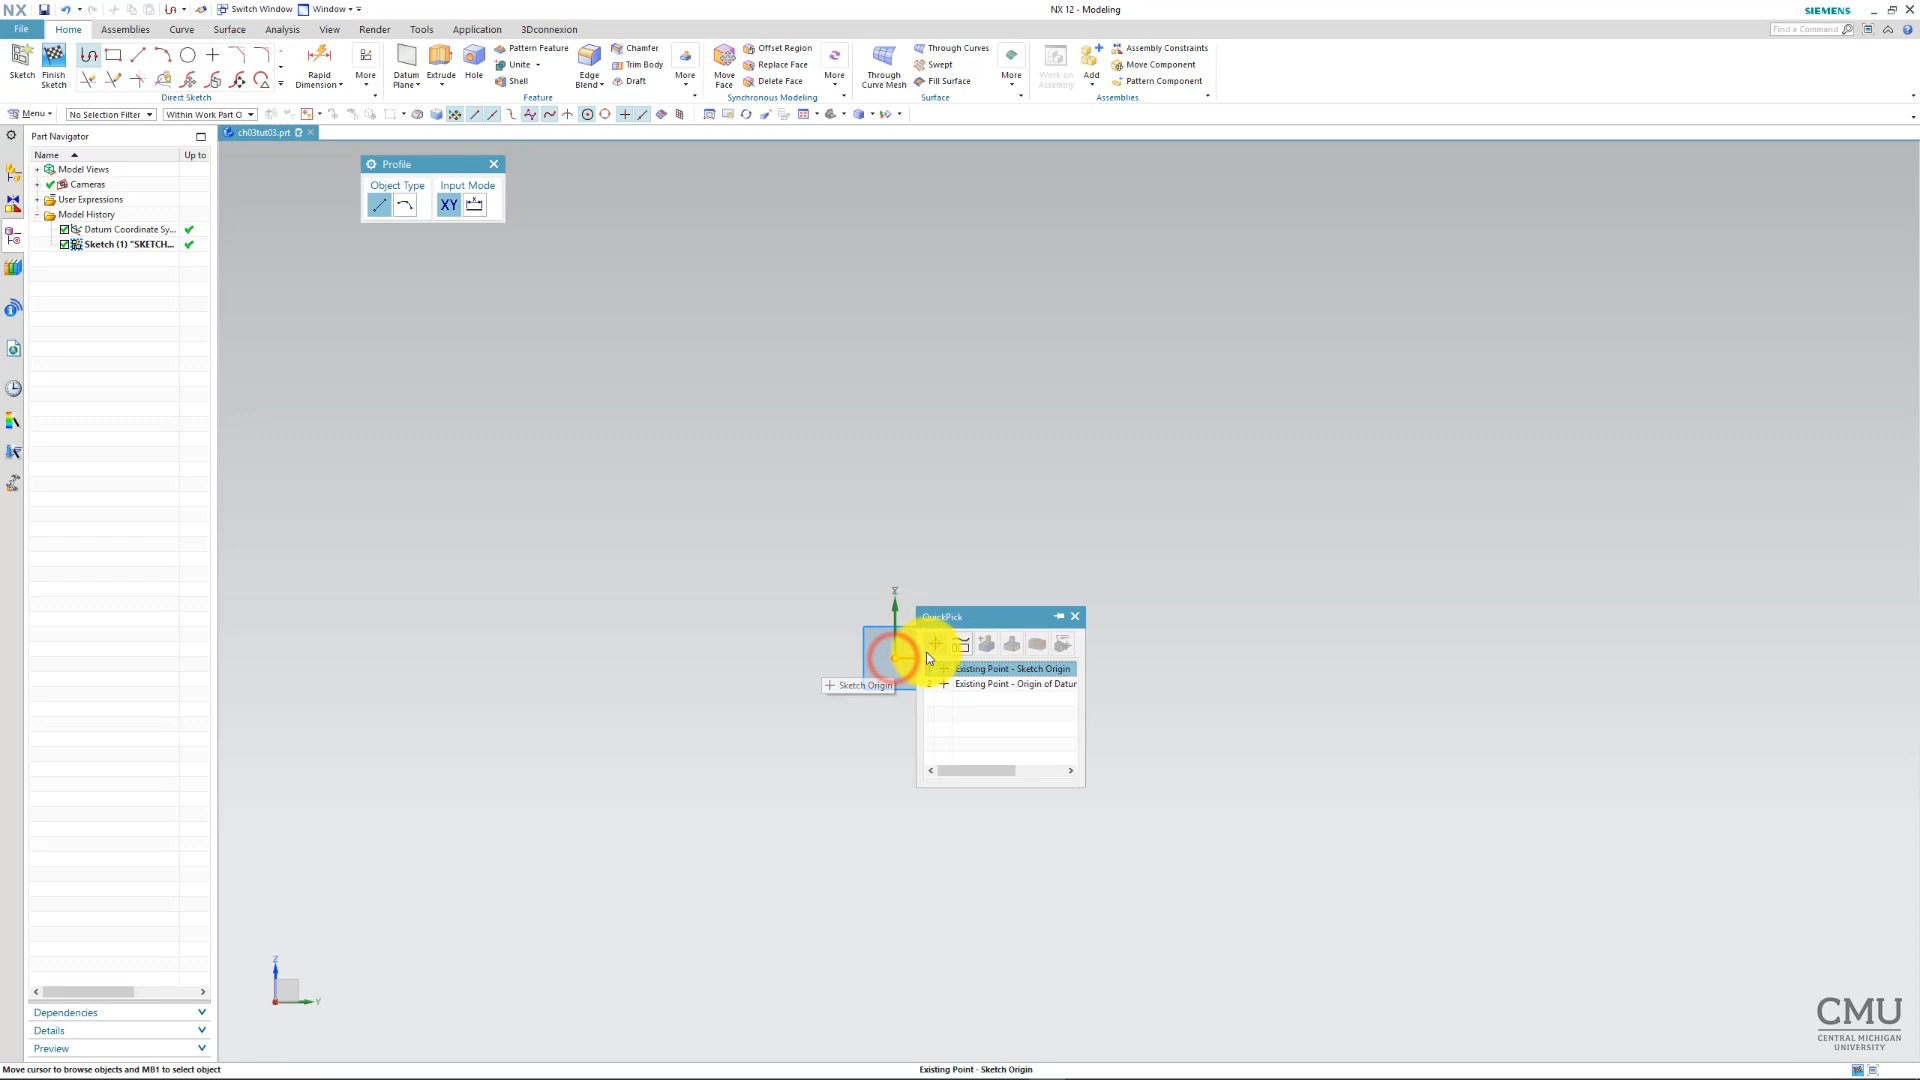 NX
Switch Window
Window
NX 12 - Modeling
SIEMENS
File
Home
Assemblies
Curve
Surface
Analysis
View
Render
Tools
Application
3Dconnexion
Find a Command
Sketch
Finish Sketch
Direct Sketch
Rapid Dimension
More
Datum Plane
Extrude
Hole
Pattern Feature
Unite
Shell
Edge Blend
Chamfer
Trim Body
Draft
More
Feature
Move Face
Offset Region
Replace Face
Delete Face
More
Synchronous Modeling
Through Curve Mesh
Through Curves
Swept
Fill Surface
More
Surface
Work on Assembly
Add
Assembly Constraints
Move Component
Pattern Component
Assemblies
Menu
No Selection Filter
Within Work Part O
Part Navigator
ch03tut03.prt
Name
Up to
Model Views
Cameras
User Expressions
Model History
Datum Coordinate Sy...
Sketch (1) "SKETCH...
Profile
Object Type
Input Mode
XY
QuickPick
Existing Point - Sketch Origin
2 Existing Point - Origin of Datur
Sketch Origin
Z
Y
Dependencies
Details
Preview
CMU
CENTRAL MICHIGAN
UNIVERSITY
Move cursor to browse objects and MB1 to select object
Existing Point - Sketch Origin